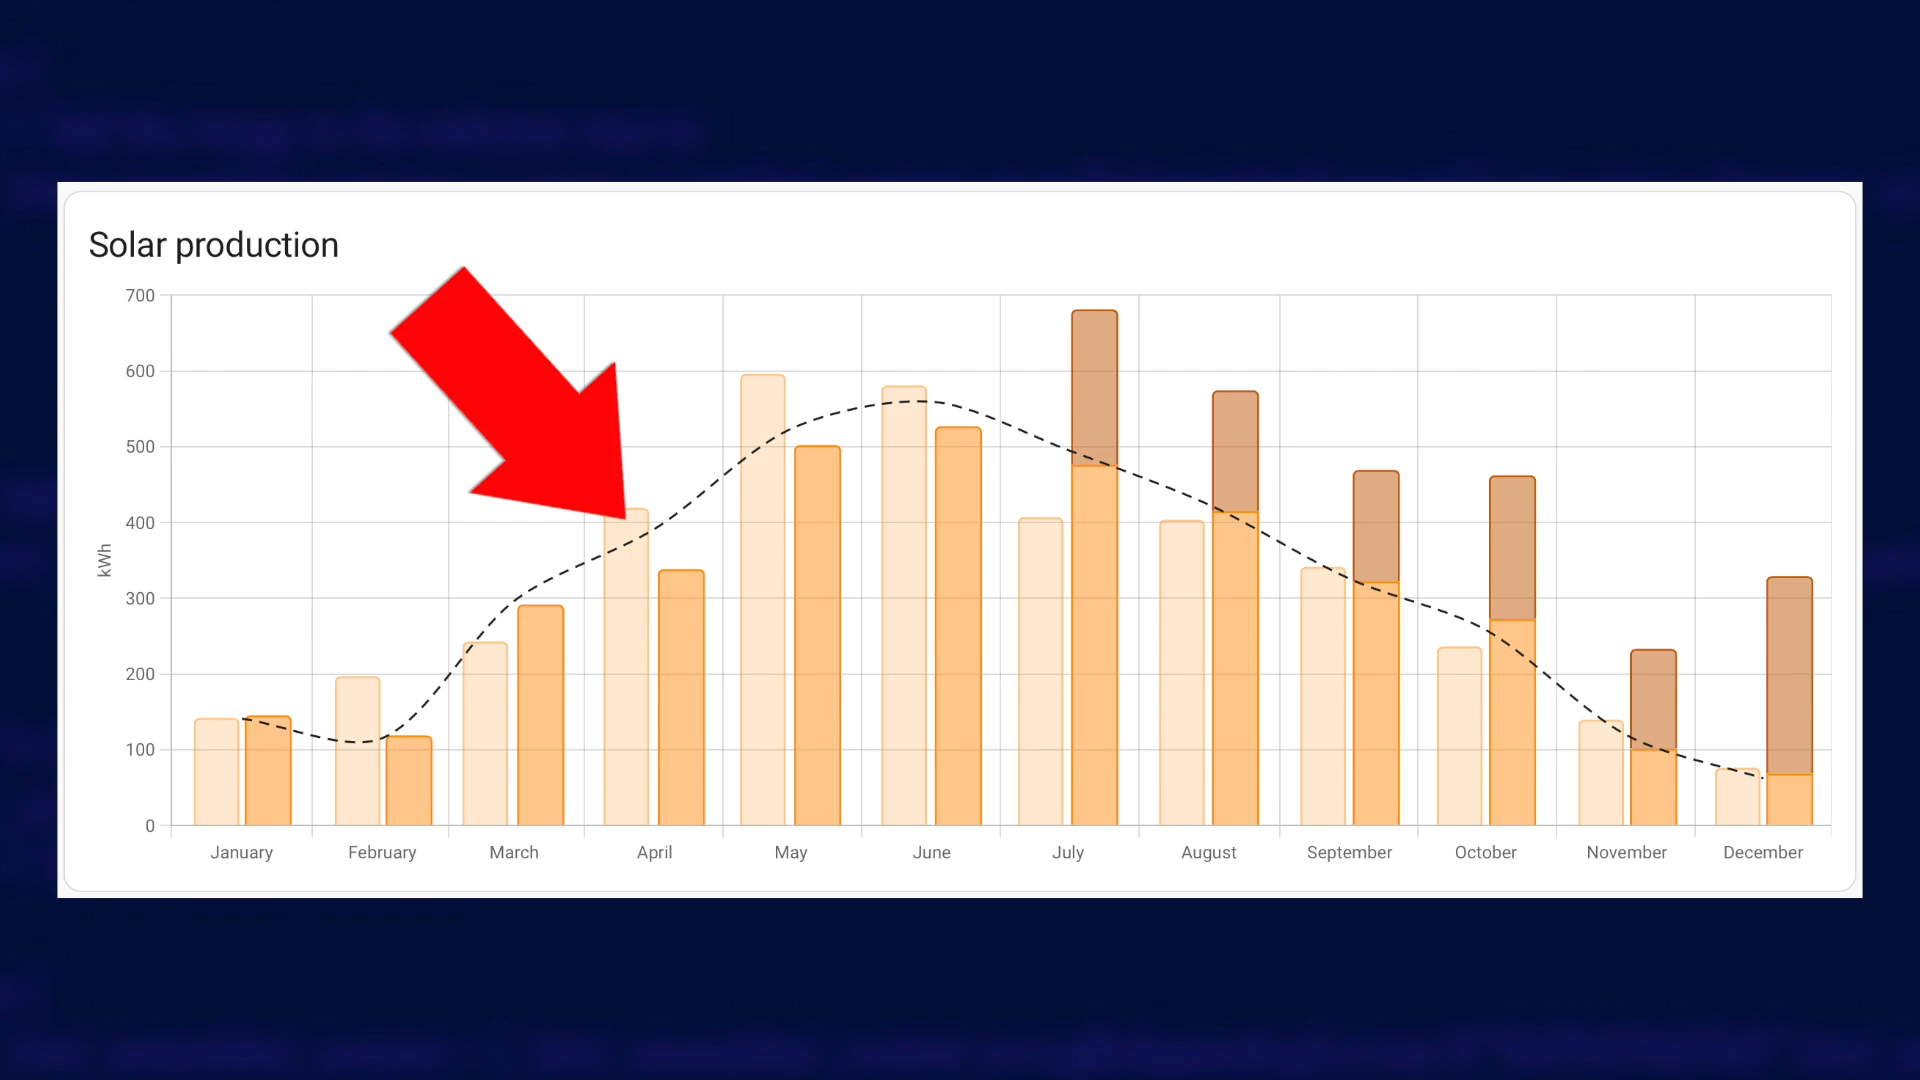 Solar production
700
600
500
400
300
200
100
0
kWh
January February March April May June July August September October November December